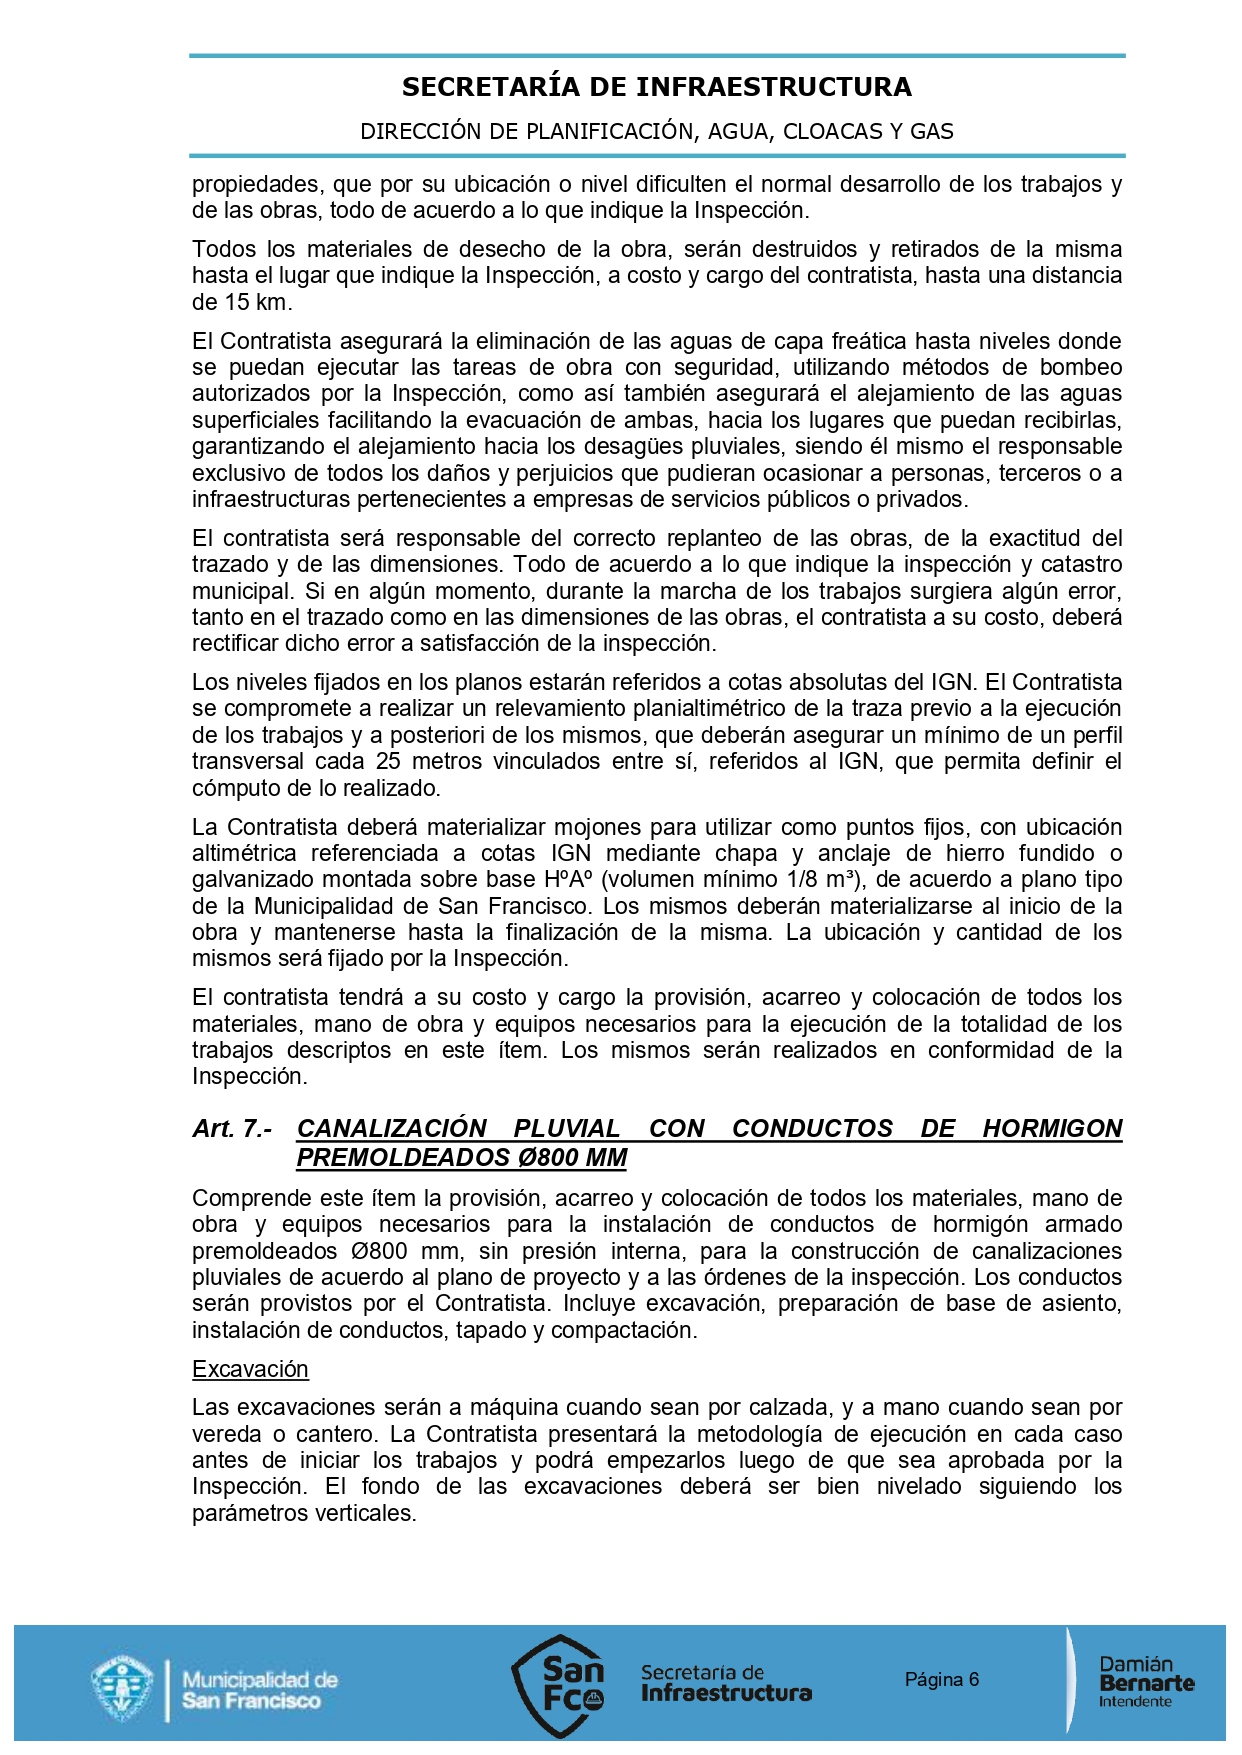 SECRETARÍA DE INFRAESTRUCTURA
DIRECCIÓN DE PLANIFICACIÓN, AGUA, CLOACAS Y GAS
propiedades, que por su ubicación o nivel dificulten el normal desarrollo de los trabajos y
de las obras, todo de acuerdo a lo que indique la Inspección.
Todos los materiales de desecho de la obra, serán destruidos y retirados de la misma
hasta el lugar que indique la Inspección, a costo y cargo del contratista, hasta una distancia
de 15 km.
El Contratista asegurará la eliminación de las aguas de capa freática hasta niveles donde
se puedan ejecutar las tareas de obra con seguridad, utilizando métodos de bombeo
autorizados por la Inspección, como así también asegurará el alejamiento de las aguas
superficiales facilitando la evacuación de ambas, hacia los lugares que puedan recibirlas,
garantizando el alejamiento hacia los desagües pluviales, siendo él mismo el responsable
exclusivo de todos los daños y perjuicios que pudieran ocasionar a personas, terceros o a
infraestructuras pertenecientes a empresas de servicios públicos o privados.
El contratista será responsable del correcto replanteo de las obras, de la exactitud del
trazado y de las dimensiones. Todo de acuerdo a lo que indique la inspección y catastro
municipal. Si en algún momento, durante la marcha de los trabajos surgiera algún error,
tanto en el trazado como en las dimensiones de las obras, el contratista a su costo, deberá
rectificar dicho error a satisfacción de la inspección.
Los niveles fijados en los planos estarán referidos a cotas absolutas del IGN. El Contratista
se compromete a realizar un relevamiento planialtimétrico de la traza previo a la ejecución
de los trabajos y a posteriori de los mismos, que deberán asegurar un mínimo de un perfil
transversal cada 25 metros vinculados entre sí, referidos al IGN, que permita definir el
cómputo de lo realizado.
La Contratista deberá materializar mojones para utilizar como puntos fijos, con ubicación
altimétrica referenciada a cotas IGN mediante chapa y anclaje de hierro fundido o
galvanizado montada sobre base HºAº (volumen mínimo 1/8 m³), de acuerdo a plano tipo
de la Municipalidad de San Francisco. Los mismos deberán materializarse al inicio de la
obra y mantenerse hasta la finalización de la misma. La ubicación y cantidad de los
mismos será fijado por la Inspección.
El contratista tendrá a su costo y cargo la provisión, acarreo y colocación de todos los
materiales, mano de obra y equipos necesarios para la ejecución de la totalidad de los
trabajos descriptos en este ítem. Los mismos serán realizados en conformidad de la
Inspección.
Art. 7.- CANALIZACIÓN PLUVIAL CON CONDUCTOS DE HORMIGON
PREMOLDEADOS Ø800 MM
Comprende este ítem la provisión, acarreo y colocación de todos los materiales, mano de
obra y equipos necesarios para la instalación de conductos de hormigón armado
premoldeados Ø800 mm, sin presión interna, para la construcción de canalizaciones
pluviales de acuerdo al plano de proyecto y a las órdenes de la inspección. Los conductos
serán provistos por el Contratista. Incluye excavación, preparación de base de asiento,
instalación de conductos, tapado y compactación.
Excavación
Las excavaciones serán a máquina cuando sean por calzada, y a mano cuando sean por
vereda o cantero. La Contratista presentará la metodología de ejecución en cada caso
antes de iniciar los trabajos y podrá empezarlos luego de que sea aprobada por la
Inspección. El fondo de las excavaciones deberá ser bien nivelado siguiendo los
parámetros verticales.
Municipalidad de
San Francisco
San
Fco
Secretaría de
Infraestructura
Página 6
Damián
Bernarte
Intendente